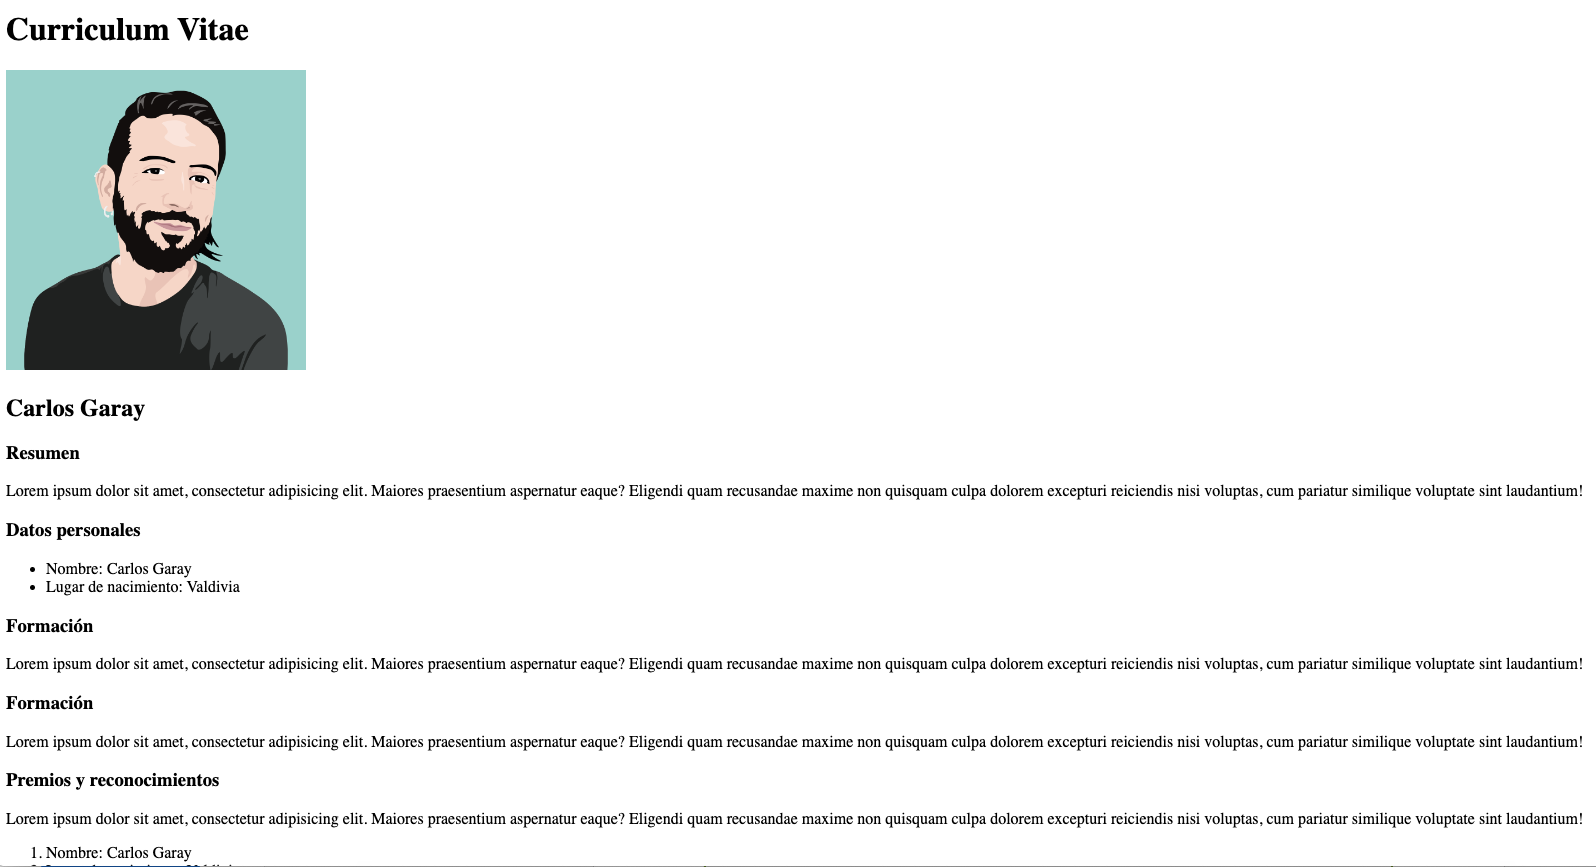 Curriculum Vitae
Carlos Garay
Resumen
Lorem ipsum dolor sit amet, consectetur adipisicing elit. Maiores praesentium aspernatur eaque? Eligendi quam recusandae maxime non quisquam culpa dolorem excepturi reiciendis nisi voluptas, cum pariatur similique voluptate sint laudantium!
Datos personales
• Nombre: Carlos Garay
• Lugar de nacimiento: Valdivia
Formación
Lorem ipsum dolor sit amet, consectetur adipisicing elit. Maiores praesentium aspernatur eaque? Eligendi quam recusandae maxime non quisquam culpa dolorem excepturi reiciendis nisi voluptas, cum pariatur similique voluptate sint laudantium!
Formación
Lorem ipsum dolor sit amet, consectetur adipisicing elit. Maiores praesentium aspernatur eaque? Eligendi quam recusandae maxime non quisquam culpa dolorem excepturi reiciendis nisi voluptas, cum pariatur similique voluptate sint laudantium!
Premios y reconocimientos
Lorem ipsum dolor sit amet, consectetur adipisicing elit. Maiores praesentium aspernatur eaque? Eligendi quam recusandae maxime non quisquam culpa dolorem excepturi reiciendis nisi voluptas, cum pariatur similique voluptate sint laudantium!
1. Nombre: Carlos Garay